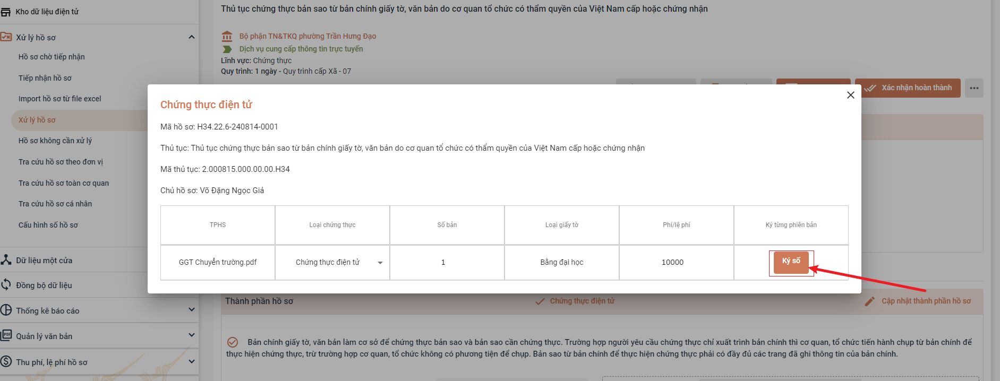 Kho dữ liệu điện tử
Xử lý hồ sơ
Hồ sơ chờ tiếp nhận
Tiếp nhận hồ sơ
Import hồ sơ từ file excel
Xử lý hồ sơ
Hồ sơ không cần xử lý
Tra cứu hồ sơ theo đơn vị
Tra cứu hồ sơ toàn cơ quan
Tra cứu hồ sơ cá nhân
Cấu hình số hồ sơ
Dữ liệu một cửa
Đồng bộ dữ liệu
Thống kê báo cáo
Quản lý văn bản
Thu phí, lệ phí hồ sơ
Thủ tục chứng thực bản sao từ bản chính giấy tờ, văn bản do cơ quan tổ chức có thẩm quyền của Việt Nam cấp hoặc chứng nhận
Bộ phận TN&TKQ phường Trần Hưng Đạo
Dịch vụ cung cấp thông tin trực tuyến
Lĩnh vực: Chứng thực
Quy trình: 1 ngày - Quy trình cấp Xã - 07
Xác nhận hoàn thành
Chứng thực điện tử
Mã hồ sơ: H34.22.6-240814-0001
Thủ tục: Thủ tục chứng thực bản sao từ bản chính giấy tờ, văn bản do cơ quan tổ chức có thẩm quyền của Việt Nam cấp hoặc chứng nhận
Mã thủ tục: 2.000815.000.00.00.H34
Chủ hồ sơ: Võ Đặng Ngọc Giả
TPHS Loại chứng thực Số bản Loại giấy tờ Phí/lệ phí Ký từng phiên bản
GGT Chuyển trường.pdf Chứng thực điện tử 1 Bằng đại học 10000 Ký số
Thành phần hồ sơ Chứng thực điện tử Cập nhật thành phần hồ sơ
Bản chính giấy tờ, văn bản làm cơ sở để chứng thực bản sao và bản sao cần chứng thực. Trường hợp người yêu cầu chứng thực chỉ xuất trình bản chính thì cơ quan, tổ chức tiến hành chụp từ bản chính để
thực hiện chứng thực, trừ trường hợp cơ quan, tổ chức không có phương tiện để chụp. Bản sao từ bản chính để thực hiện chứng thực phải có đầy đủ các trang đã ghi thông tin của bản chính.